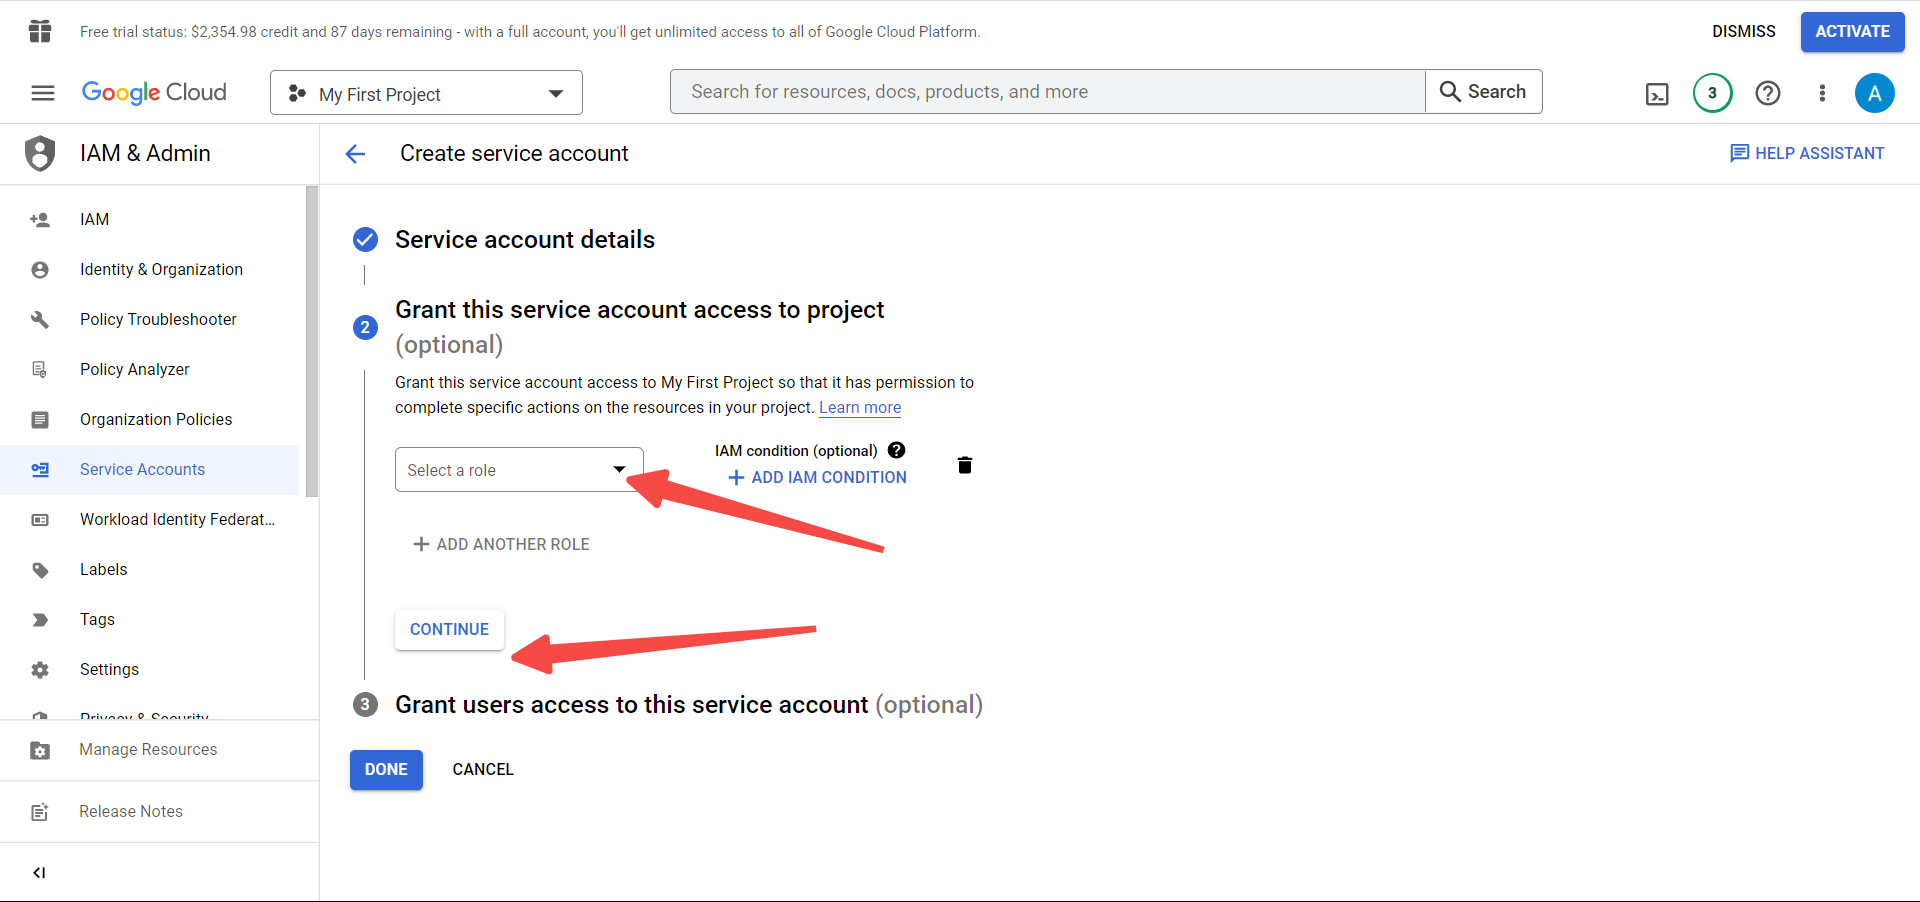 Free trial status: $2,354.98 credit and 87 days remaining - with a full account, you'll get unlimited access to all of Google Cloud Platform.
DISMISS
ACTIVATE
Google Cloud
My First Project
Search for resources, docs, products, and more
Search
3
A
IAM & Admin
Create service account
HELP ASSISTANT
IAM
Identity & Organization
Policy Troubleshooter
Policy Analyzer
Organization Policies
Service Accounts
Workload Identity Federat...
Labels
Tags
Settings
Privacy & Security
Manage Resources
Release Notes
Service account details
2
Grant this service account access to project
(optional)
Grant this service account access to My First Project so that it has permission to
complete specific actions on the resources in your project. Learn more
Select a role
IAM condition (optional)
ADD IAM CONDITION
ADD ANOTHER ROLE
CONTINUE
3
Grant users access to this service account (optional)
DONE
CANCEL